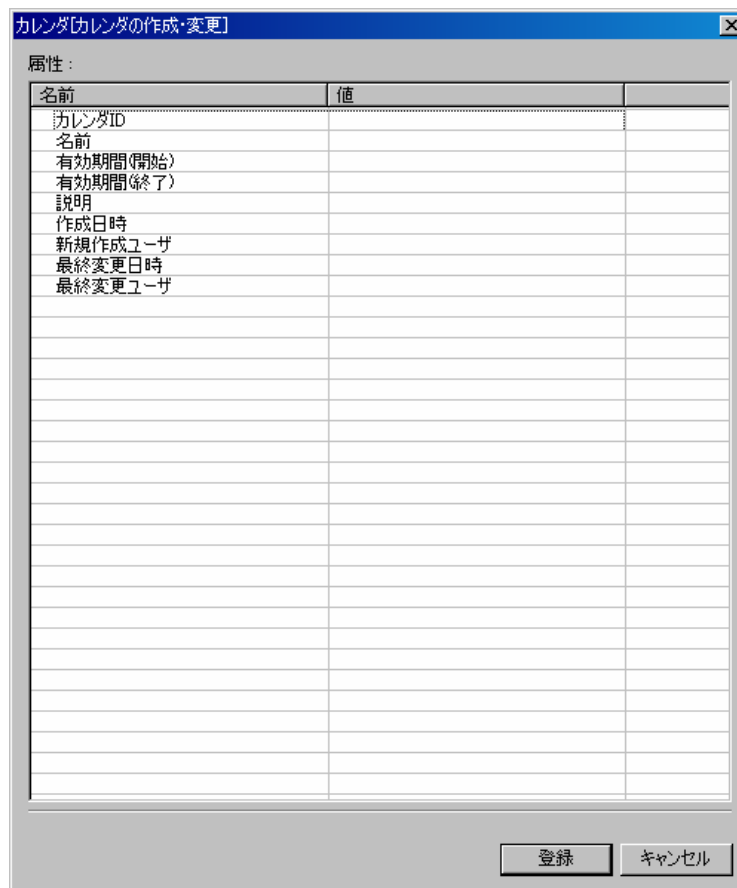 カレンダ[カレンダの作成・変更]
属性:
名前 値
カレンダID
名前
有効期間(開始)
有効期間(終了)
説明
作成日時
新規作成ユーザ
最終変更日時
最終変更ユーザ
登録 キャンセル